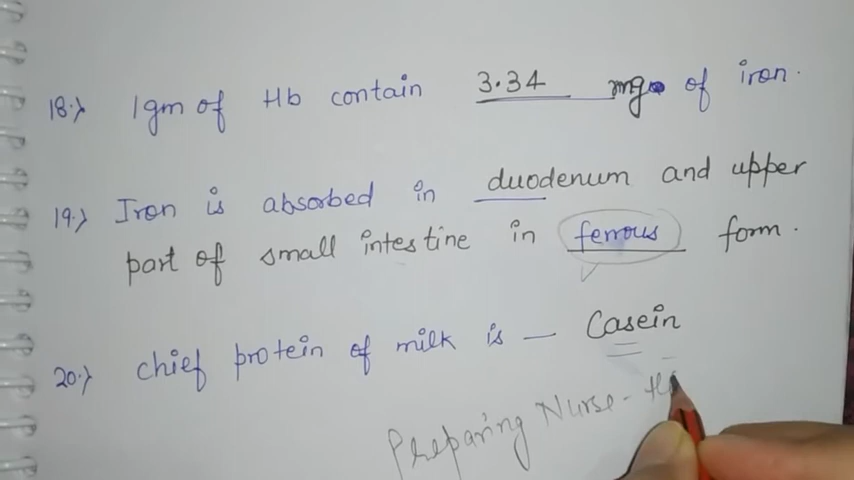 18.) 1gm of Hb contain 3.34 mg of iron.
19.) Iron is absorbed in duodenum and upper
part of small intestine in ferrous form.
20.) chief protein of milk is — Casein
Preparing Nurse -